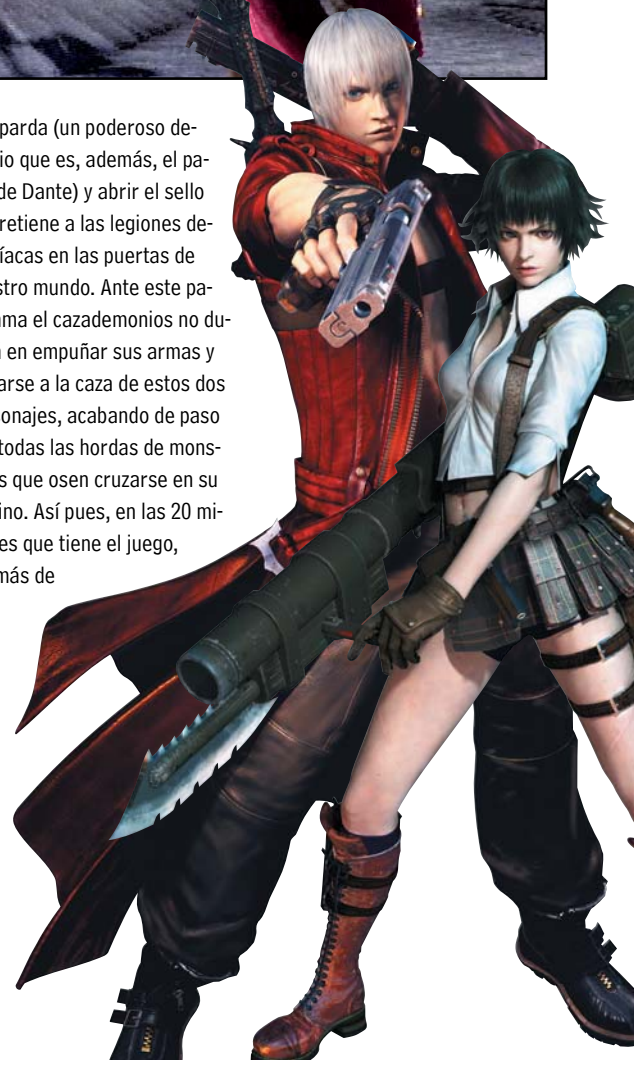 parda (un poderoso de-
io que es, además, el pa-
de Dante) y abrir el sello
retiene a las legiones de-
íacas en las puertas de
stro mundo. Ante este pa-
ama el cazademonios no du-
a en empuñar sus armas y
arse a la caza de estos dos
sonajes, acabando de paso
todas las hordas de mons-
s que osen cruzarse en su
ino. Así pues, en las 20 mi-
es que tiene el juego,
más de